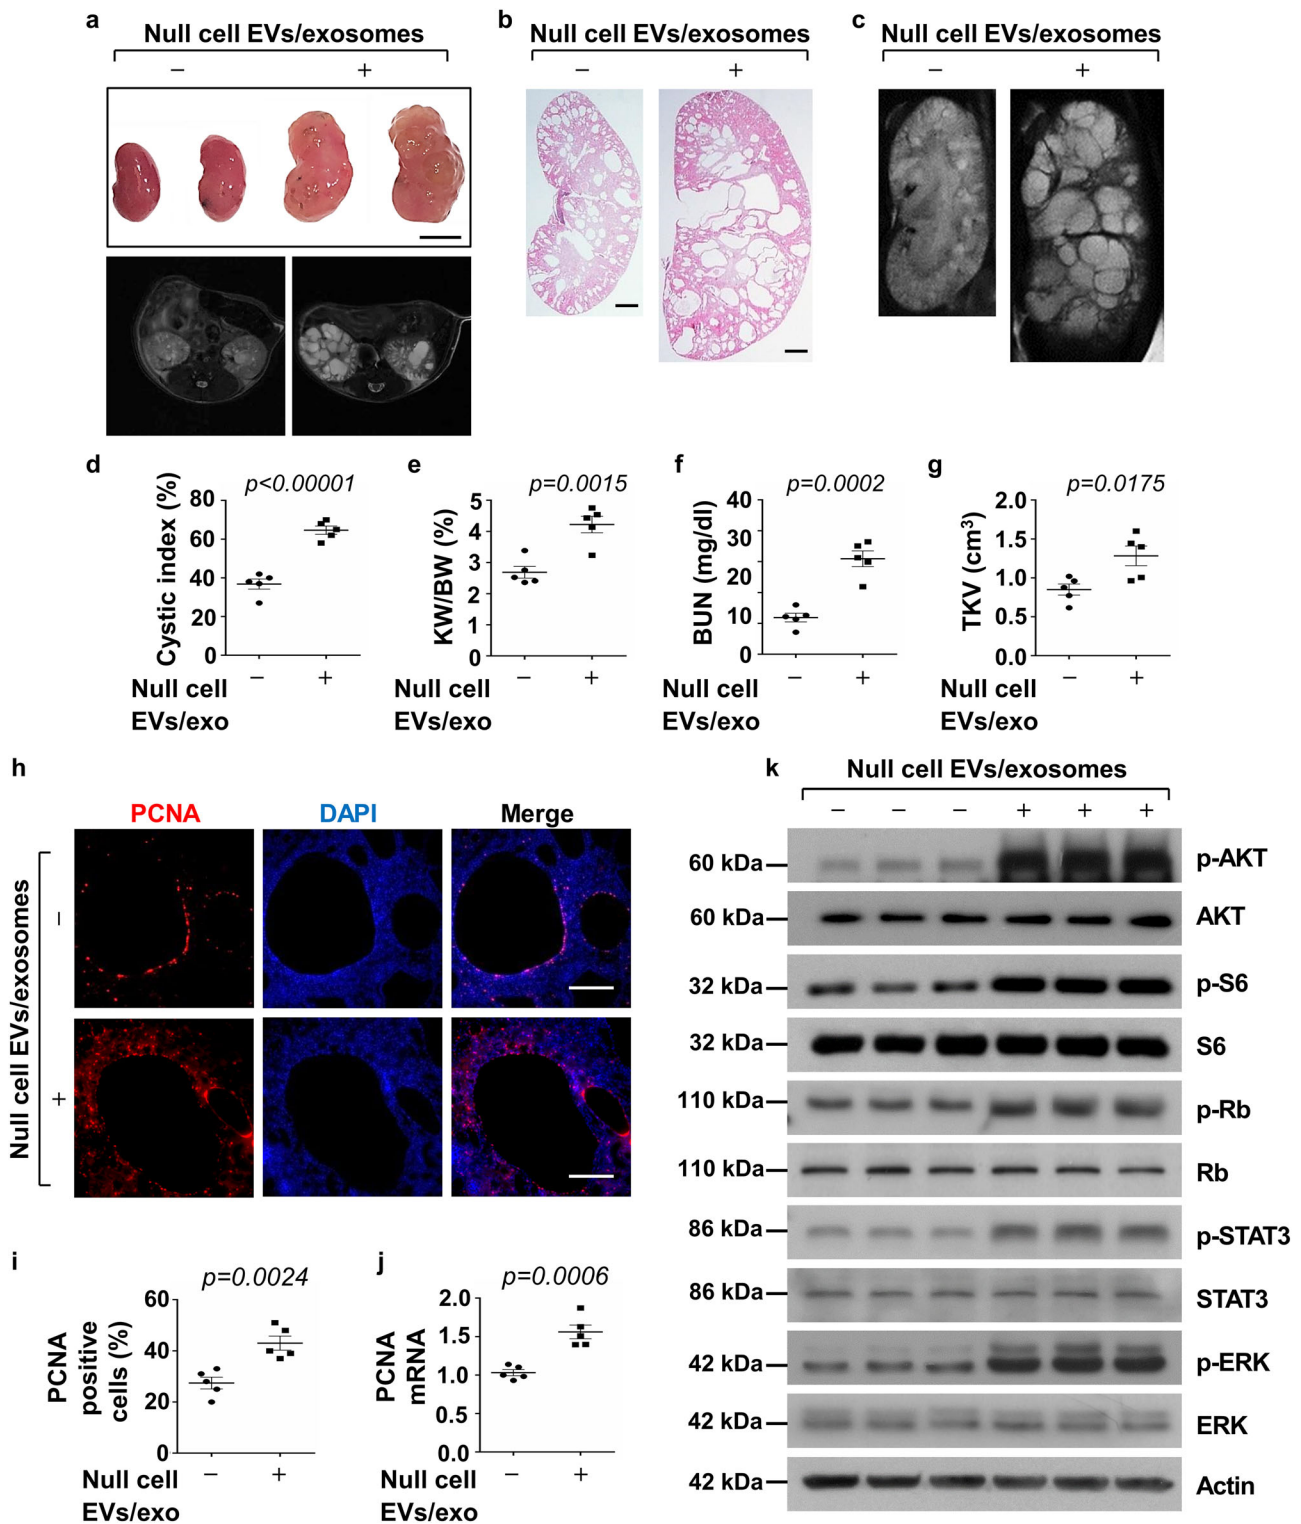 a
Null cell EVs/exosomes
− +
b
Null cell EVs/exosomes
− +
c
Null cell EVs/exosomes
− +
d
p<0.00001
Cystic index (%)
80
60
40
20
0
− +
Null cell
EVs/exo
e
p=0.0015
KW/BW (%)
5
4
3
2
1
0
− +
Null cell
EVs/exo
f
p=0.0002
BUN (mg/dl)
40
30
20
10
0
− +
Null cell
EVs/exo
g
p=0.0175
TKV (cm³)
2.0
1.5
1.0
0.5
0.0
− +
Null cell
EVs/exo
h
PCNA DAPI Merge
Null cell EVs/exosomes
−
+
i
p=0.0024
PCNA
positive
cells (%)
60
40
20
0
− +
Null cell
EVs/exo
j
p=0.0006
PCNA
mRNA
2.0
1.5
1.0
0.5
0.0
− +
Null cell
EVs/exo
k
Null cell EVs/exosomes
− − − + + +
60 kDa p-AKT
60 kDa AKT
32 kDa p-S6
32 kDa S6
110 kDa p-Rb
110 kDa Rb
86 kDa p-STAT3
86 kDa STAT3
42 kDa p-ERK
42 kDa ERK
42 kDa Actin